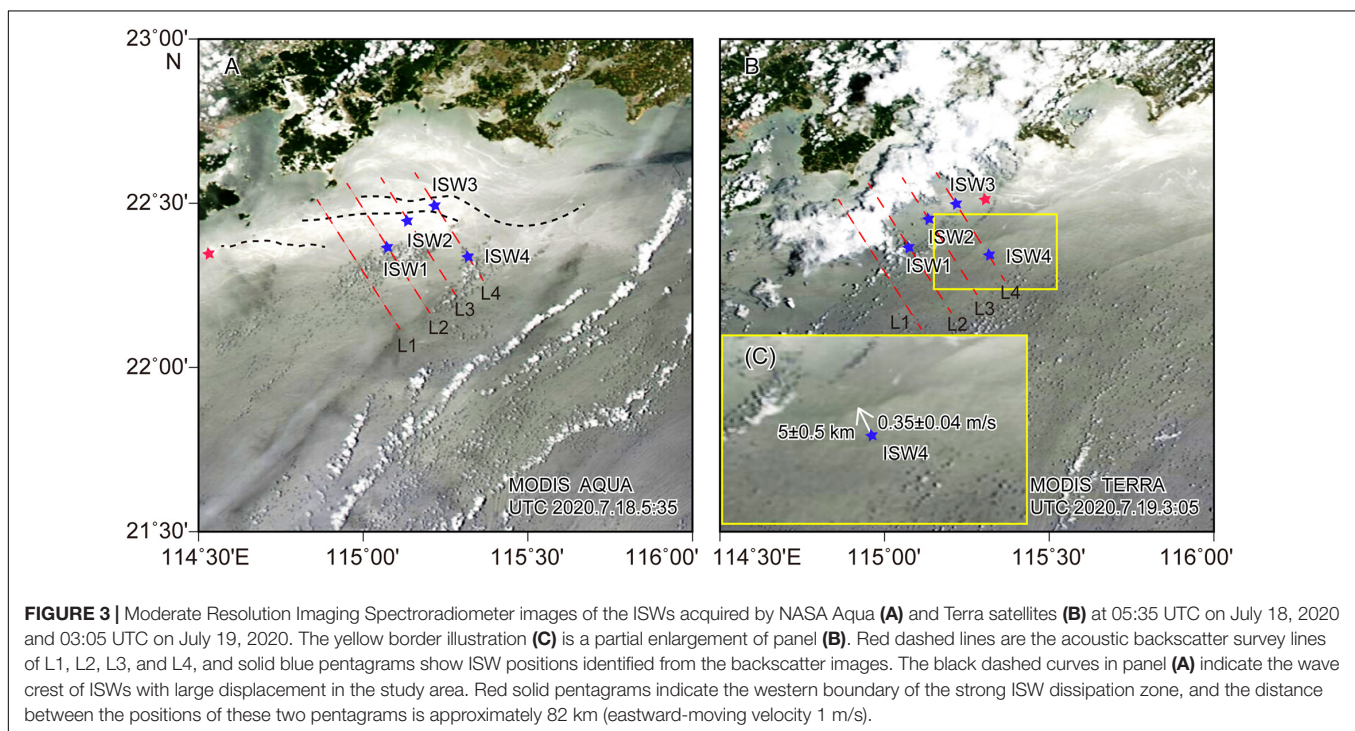 23°00'
N
22°30'
22°00'
21°30'
114°30'E
115°00'
115°30'
116°00'
A
ISW3
ISW2
ISW1
ISW4
L4
L3
L2
L1
MODIS AQUA
UTC 2020.7.18.5:35
B
ISW3
ISW2
ISW1
ISW4
L4
L3
L2
L1
(C)
0.35±0.04 m/s
5±0.5 km
ISW4
MODIS TERRA
UTC 2020.7.19.3:05
114°30'E
115°00'
115°30'
116°00'
FIGURE 3 | Moderate Resolution Imaging Spectroradiometer images of the ISWs acquired by NASA Aqua (A) and Terra satellites (B) at 05:35 UTC on July 18, 2020
and 03:05 UTC on July 19, 2020. The yellow border illustration (C) is a partial enlargement of panel (B). Red dashed lines are the acoustic backscatter survey lines
of L1, L2, L3, and L4, and solid blue pentagrams show ISW positions identified from the backscatter images. The black dashed curves in panel (A) indicate the wave
crest of ISWs with large displacement in the study area. Red solid pentagrams indicate the western boundary of the strong ISW dissipation zone, and the distance
between the positions of these two pentagrams is approximately 82 km (eastward-moving velocity 1 m/s).